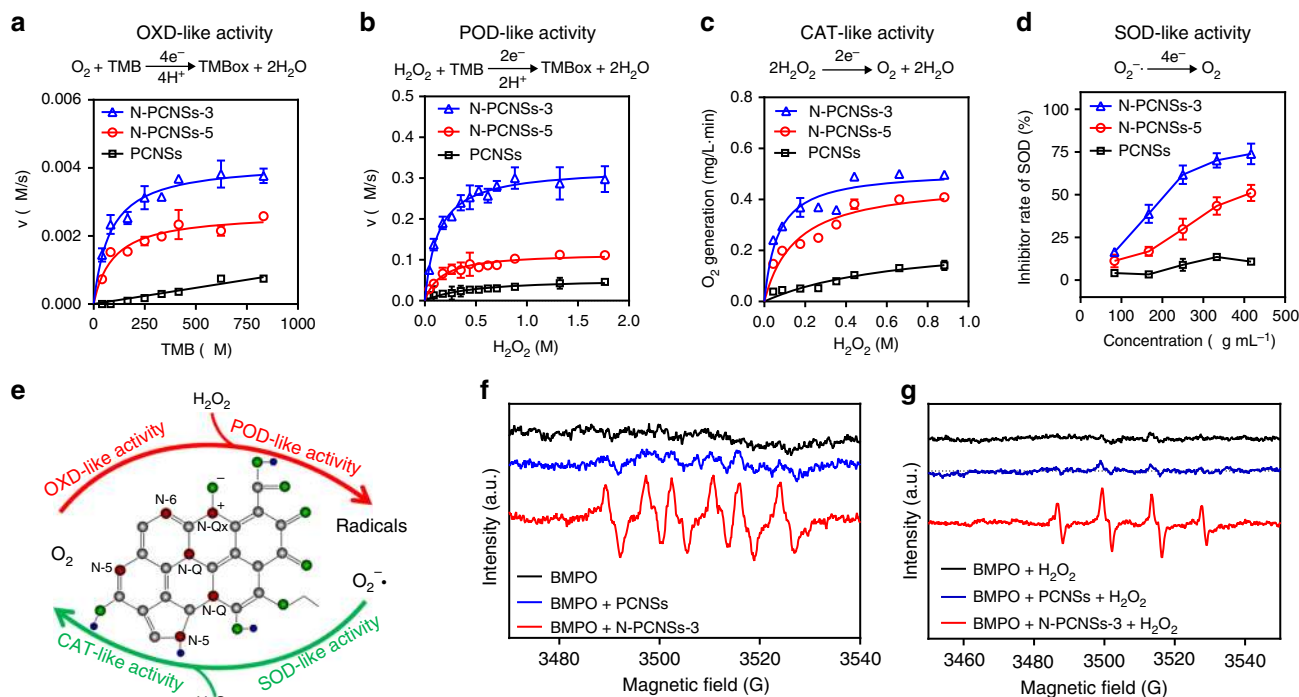 a
OXD-like activity
O₂ + TMB 4e⁻ 4H⁺ TMBox + 2H₂O
0.006
0.004
0.002
0.000
v ( M/s)
N-PCNSs-3
N-PCNSs-5
PCNSs
0 250 500 750 1000
TMB ( M)
b
POD-like activity
H₂O₂ + TMB 2e⁻ 2H⁺ TMBox + 2H₂O
0.5
0.4
0.3
0.2
0.1
0.0
v ( M/s)
N-PCNSs-3
N-PCNSs-5
PCNSs
0.0 0.5 1.0 1.5 2.0
H₂O₂ (M)
c
CAT-like activity
2H₂O₂ 2e⁻ O₂ + 2H₂O
0.8
0.6
0.4
0.2
0.0
O₂ generation (mg/L·min)
N-PCNSs-3
N-PCNSs-5
PCNSs
0.0 0.2 0.4 0.6 0.8 1.0
H₂O₂ (M)
d
SOD-like activity
O₂⁻· 4e⁻ O₂
100
75
50
25
0
Inhibitor rate of SOD (%)
N-PCNSs-3
N-PCNSs-5
PCNSs
0 100 200 300 400 500
Concentration ( g mL⁻¹)
e
H₂O₂
OXD-like activity
POD-like activity
N-6
−
+
N-Qx
Radicals
O₂
N-5
N-Q
O₂⁻•
N-Q
N-5
CAT-like activity
SOD-like activity
f
Intensity (a.u.)
BMPO
BMPO + PCNSs
BMPO + N-PCNSs-3
3480 3500 3520 3540
Magnetic field (G)
g
Intensity (a.u.)
BMPO + H₂O₂
BMPO + PCNSs + H₂O₂
BMPO + N-PCNSs-3 + H₂O₂
3460 3480 3500 3520 3540
Magnetic field (G)